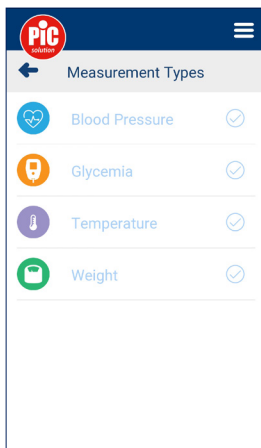 PiC
solution
Measurement Types
Blood Pressure
Glycemia
Temperature
Weight